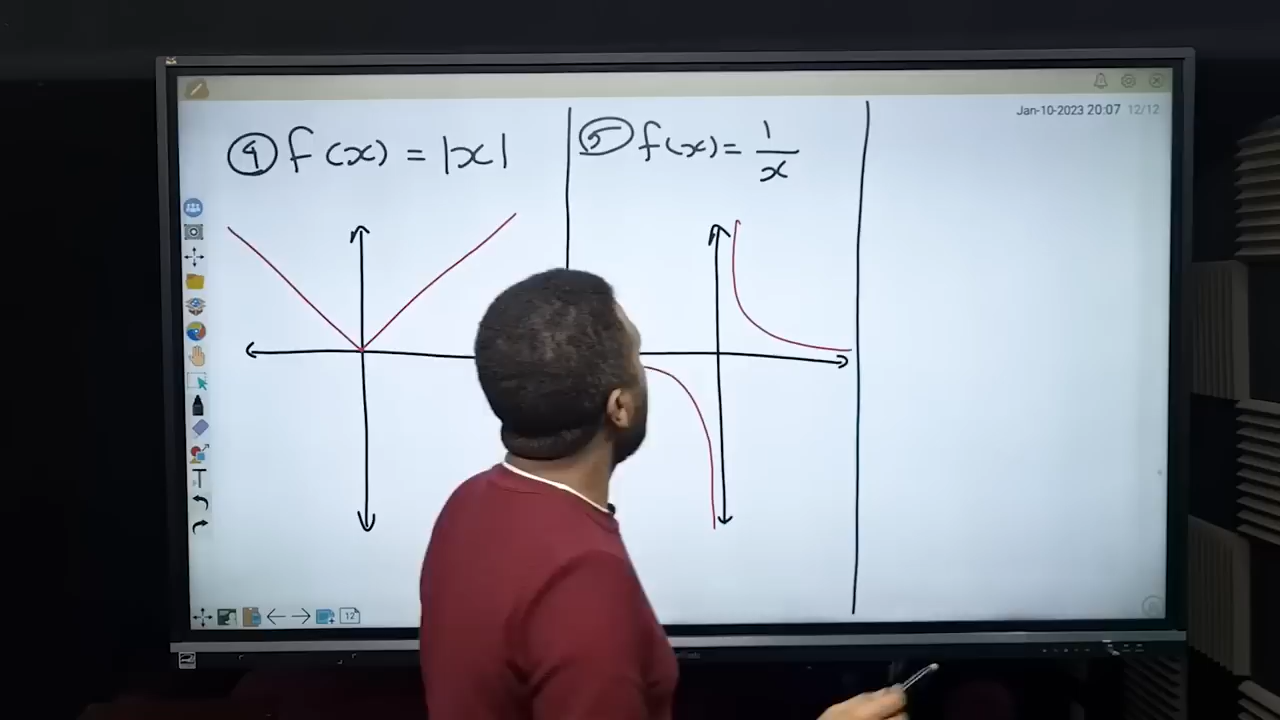 Jan-10-2023 20:07 12/12
④ f(x) = |x|
⑤ f(x) = 1/x
T
12